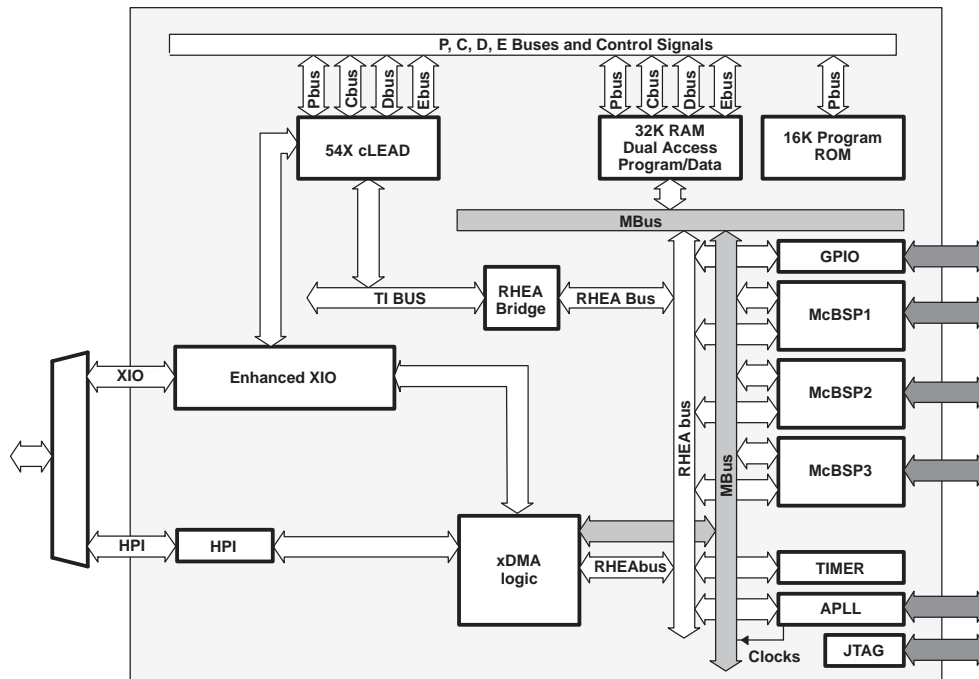 P, C, D, E Buses and Control Signals
Pbus
Cbus
Dbus
Ebus
Pbus
Cbus
Dbus
Ebus
Pbus
54X cLEAD
32K RAM
Dual Access
Program/Data
16K Program
ROM
MBus
GPIO
TI BUS
RHEA
Bridge
RHEA Bus
McBSP1
XIO
Enhanced XIO
McBSP2
RHEA bus
MBus
McBSP3
HPI
HPI
xDMA
logic
RHEAbus
TIMER
APLL
Clocks
JTAG